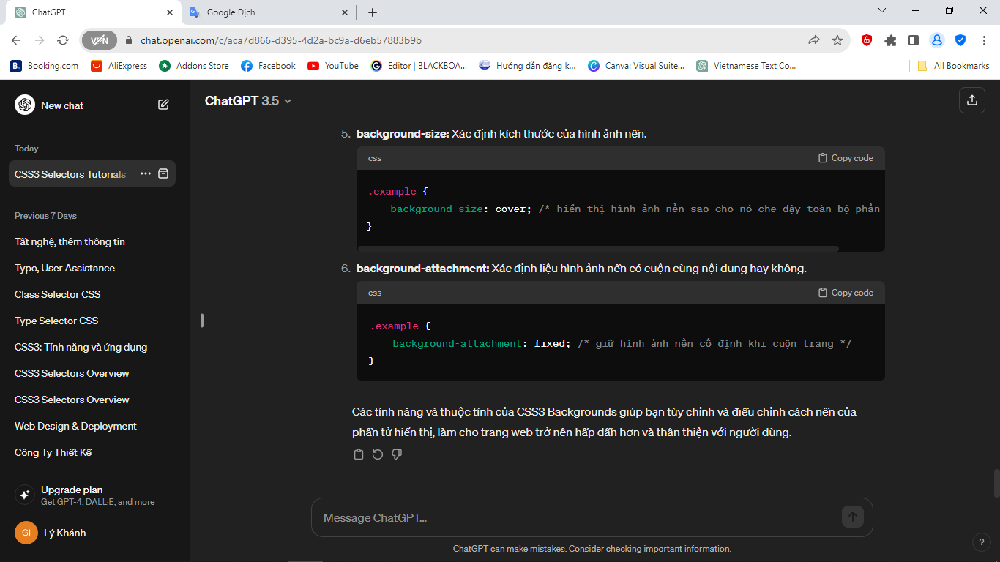 ChatGPT
Google Dịch
VPN
chat.openai.com/c/aca7d866-d395-4d2a-bc9a-d6eb57883b9b
B. Booking.com
AliExpress
Addons Store
Facebook
YouTube
Editor | BLACKBOA...
Hướng dẫn đăng k...
Canva: Visual Suite...
Vietnamese Text Co...
All Bookmarks
New chat
Today
CSS3 Selectors Tutorials
Previous 7 Days
Tất nghệ, thêm thông tin
Typo, User Assistance
Class Selector CSS
Type Selector CSS
CSS3: Tính năng và ứng dụng
CSS3 Selectors Overview
CSS3 Selectors Overview
Web Design & Deployment
Công Ty Thiết Kế
Upgrade plan
Get GPT-4, DALL·E, and more
GI
Lý Khánh
ChatGPT 3.5
5. background-size: Xác định kích thước của hình ảnh nền.
css
Copy code
.example {
background-size: cover; /* hiển thị hình ảnh nền sao cho nó che đậy toàn bộ phần
}
6. background-attachment: Xác định liệu hình ảnh nền có cuộn cùng nội dung hay không.
css
Copy code
.example {
background-attachment: fixed; /* giữ hình ảnh nền cố định khi cuộn trang */
}
Các tính năng và thuộc tính của CSS3 Backgrounds giúp bạn tùy chỉnh và điều chỉnh cách nền của
phần tử hiển thị, làm cho trang web trở nên hấp dẫn hơn và thân thiện với người dùng.
Message ChatGPT...
ChatGPT can make mistakes. Consider checking important information.
?